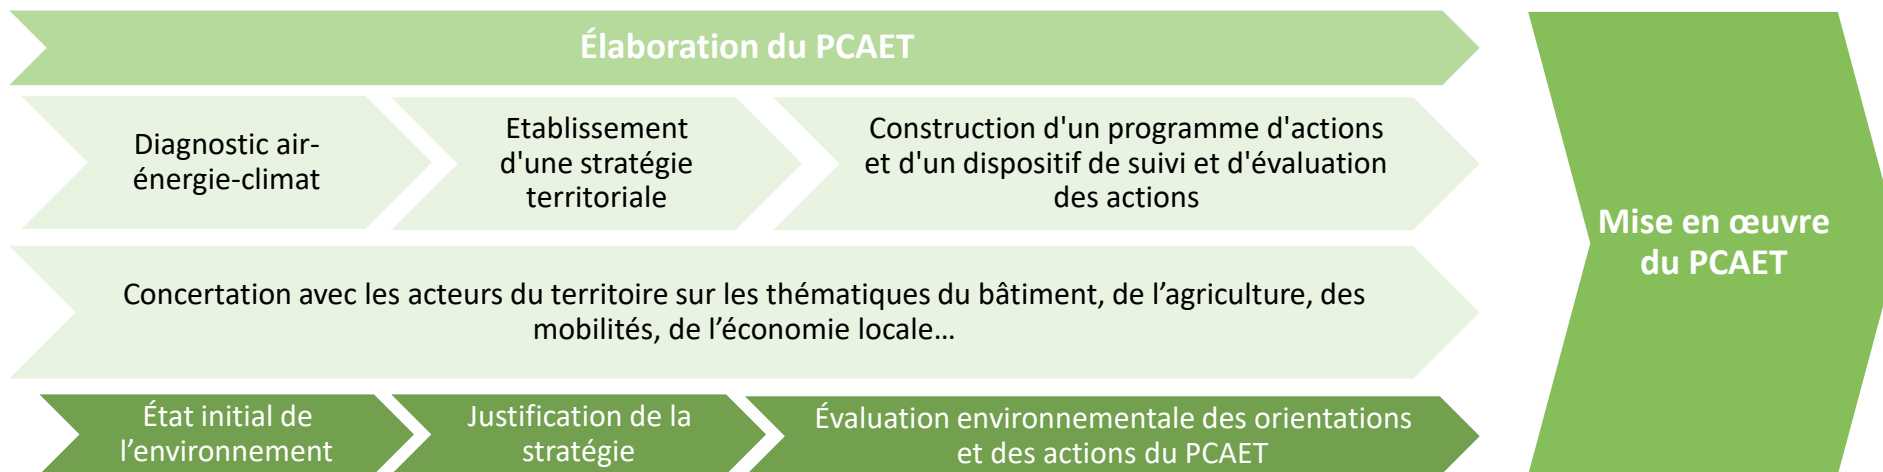 Élaboration du PCAET
Diagnostic air-
énergie-climat
Etablissement
d'une stratégie
territoriale
Construction d'un programme d'actions
et d'un dispositif de suivi et d'évaluation
des actions
Concertation avec les acteurs du territoire sur les thématiques du bâtiment, de l’agriculture, des
mobilités, de l’économie locale…
État initial de
l’environnement
Justification de la
stratégie
Évaluation environnementale des orientations
et des actions du PCAET
Mise en œuvre
du PCAET